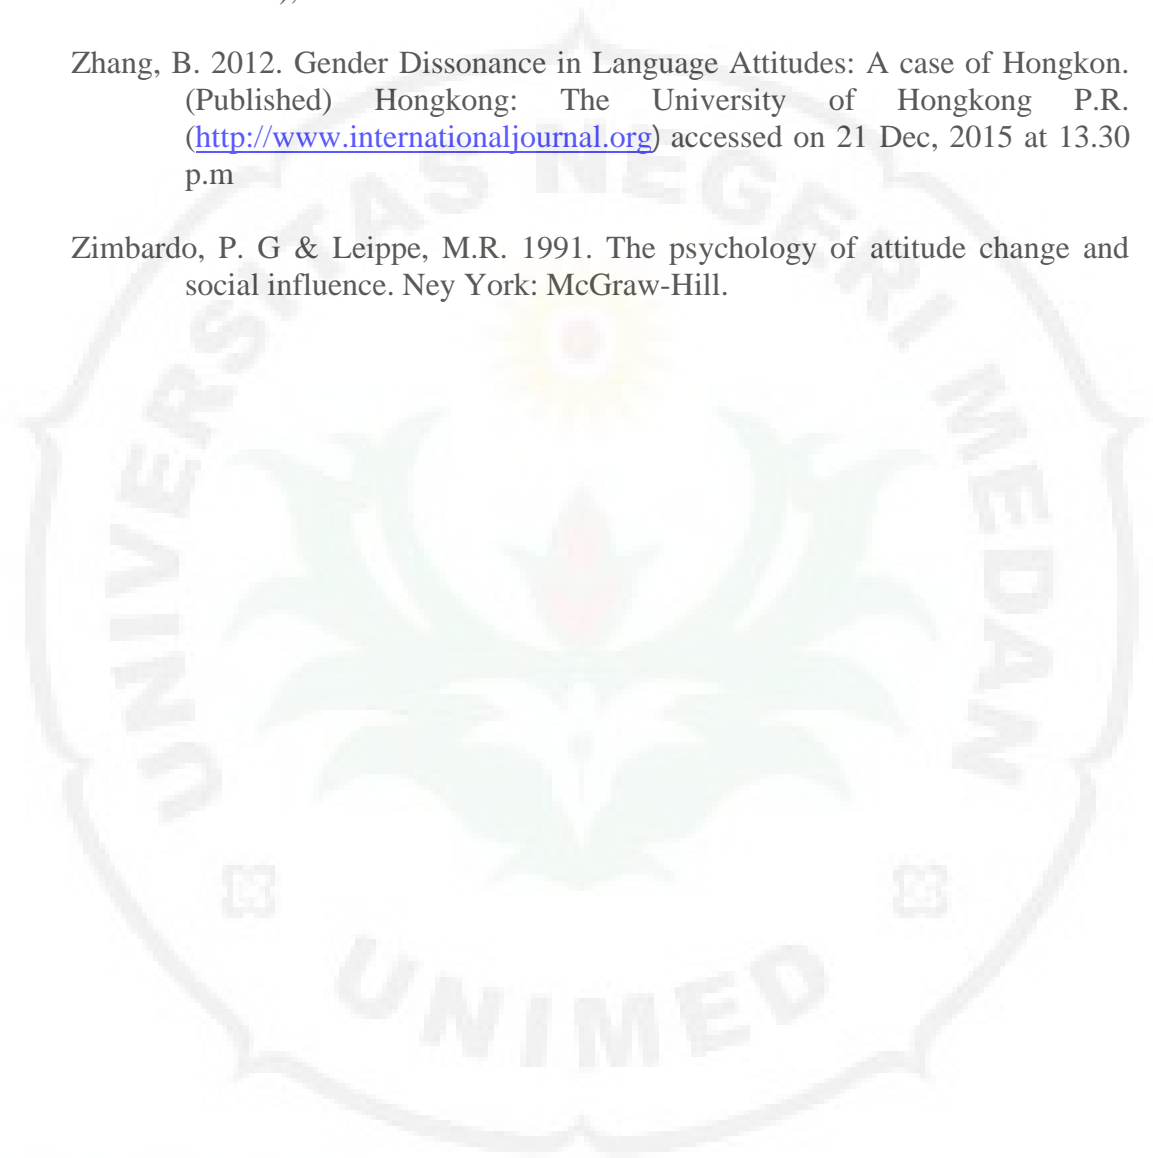 Zhang, B. 2012. Gender Dissonance in Language Attitudes: A case of Hongkon.
(Published) Hongkong: The University of Hongkong P.R.
(http://www.internationaljournal.org) accessed on 21 Dec, 2015 at 13.30
p.m
Zimbardo, P. G & Leippe, M.R. 1991. The psychology of attitude change and
social influence. Ney York: McGraw-Hill.
UNIVERSITAS NEGERI MEDAN
UNIMED